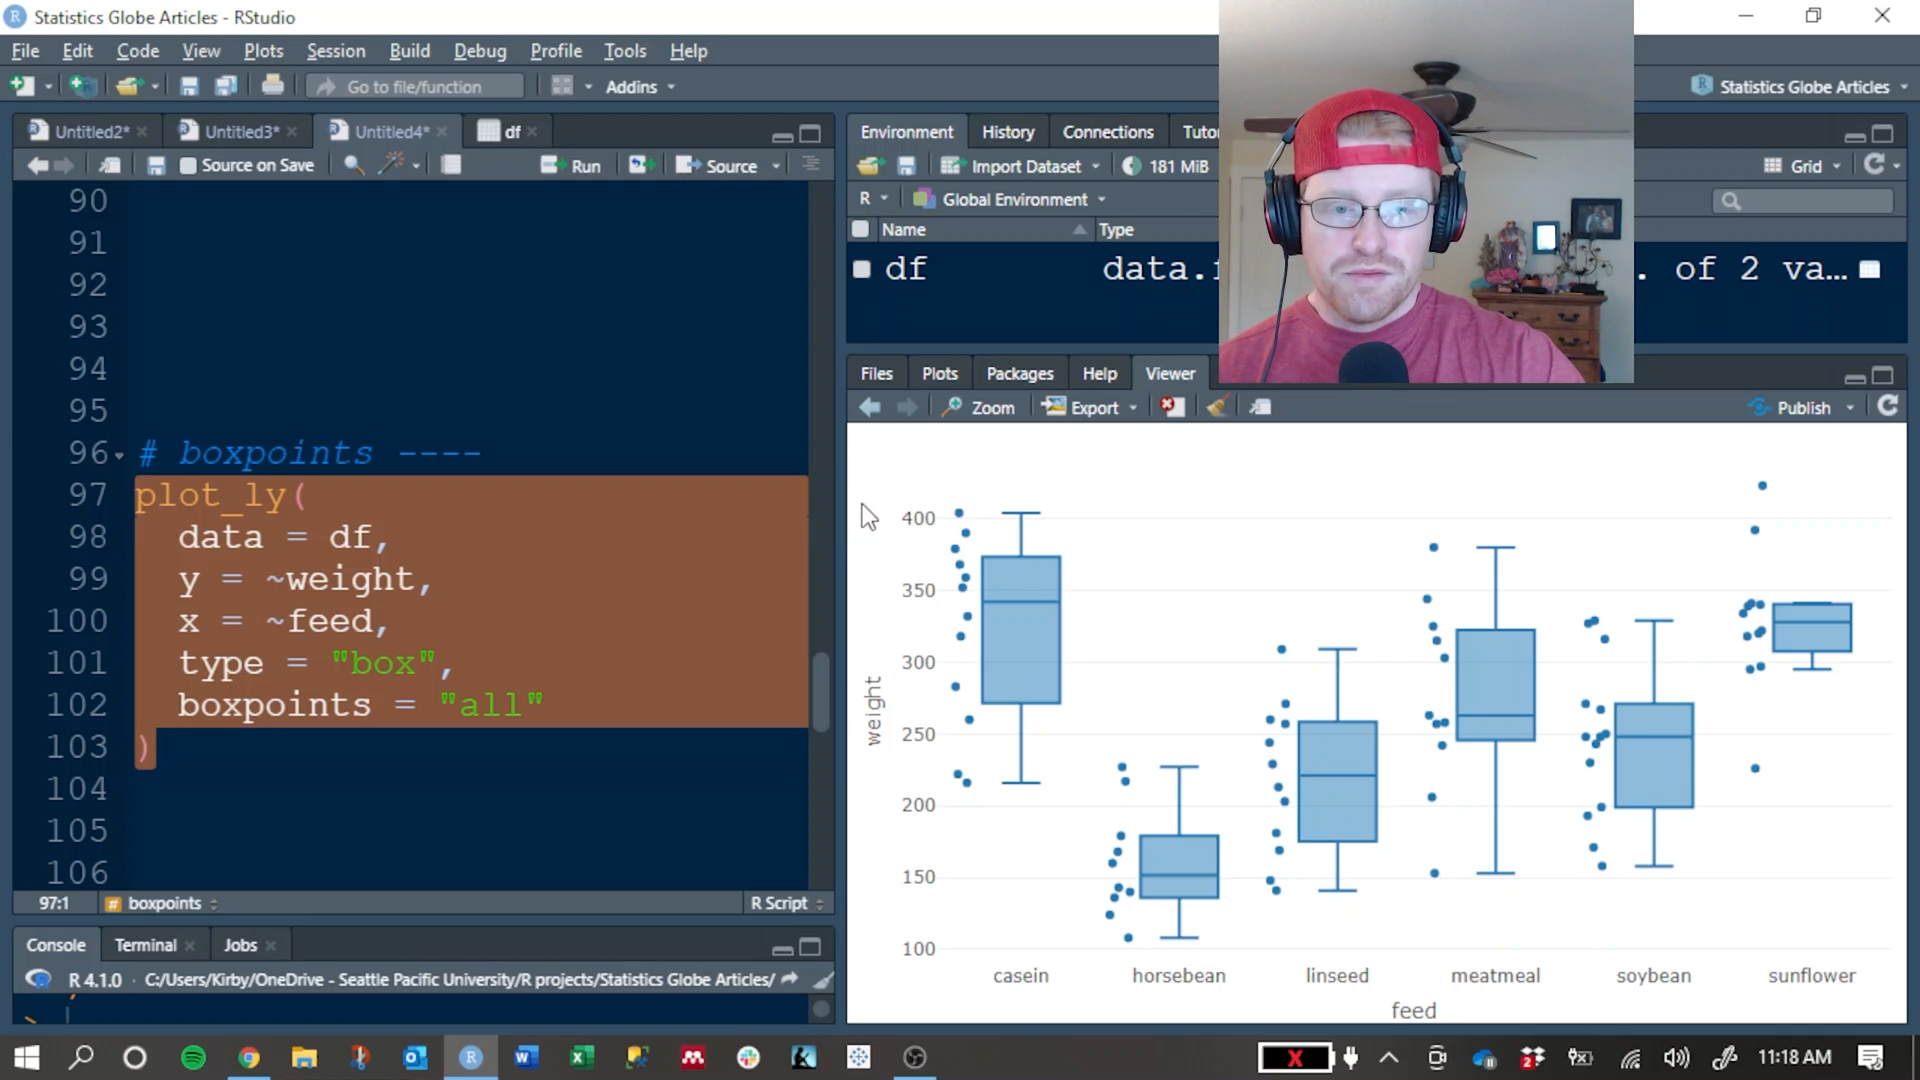 Statistics Globe Articles - RStudio
File Edit Code View Plots Session Build Debug Profile Tools Help
Go to file/function
Addins
Statistics Globe Articles
Untitled2*
Untitled3*
Untitled4*
df
Source on Save
Run
Source
90
91
92
93
94
95
96 # boxpoints ----
97 plot_ly(
98 data = df,
99 y = ~weight,
100 x = ~feed,
101 type = "box",
102 boxpoints = "all"
103 )
104
105
106
97:1
# boxpoints
R Script
Console Terminal Jobs
R 4.1.0 C:/Users/Kirby/OneDrive - Seattle Pacific University/R projects/Statistics Globe Articles/
Environment History Connections Tutor
Import Dataset 181 MiB Grid
R Global Environment
Name Type
df data.f . of 2 va...
Files Plots Packages Help Viewer
Zoom Export Publish
400
350
300
250
200
150
100
weight
casein horsebean linseed meatmeal soybean sunflower
feed
11:18 AM